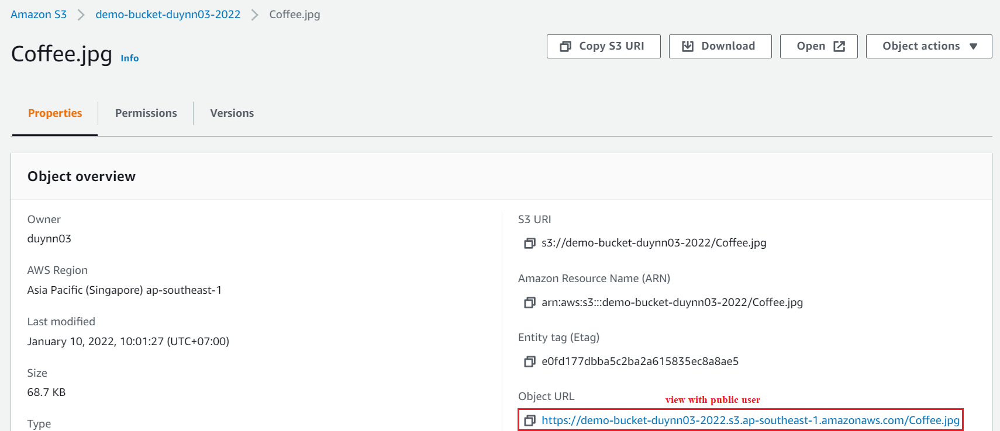 Amazon S3 > demo-bucket-duynn03-2022 > Coffee.jpg
Coffee.jpg Info
Copy S3 URI Download Open Object actions
Properties Permissions Versions
Object overview
Owner
duynn03
AWS Region
Asia Pacific (Singapore) ap-southeast-1
Last modified
January 10, 2022, 10:01:27 (UTC+07:00)
Size
68.7 KB
Type
S3 URI
s3://demo-bucket-duynn03-2022/Coffee.jpg
Amazon Resource Name (ARN)
arn:aws:s3:::demo-bucket-duynn03-2022/Coffee.jpg
Entity tag (Etag)
e0fd177dbba5c2ba2a615835ec8a8ae5
Object URL
view with public user
https://demo-bucket-duynn03-2022.s3.ap-southeast-1.amazonaws.com/Coffee.jpg